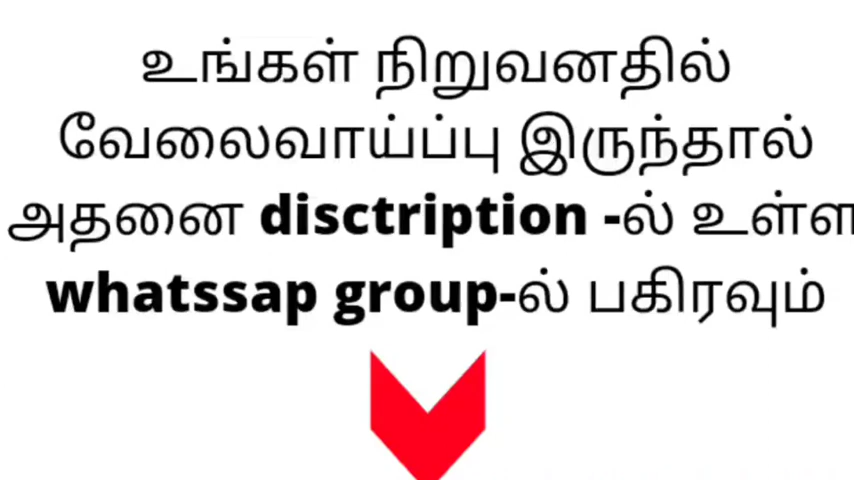 உங்கள் நிறுவனதில்
வேலைவாய்ப்பு இருந்தால்
அதனை disctription -ல் உள்ள
whatssap group-ல் பகிரவும்